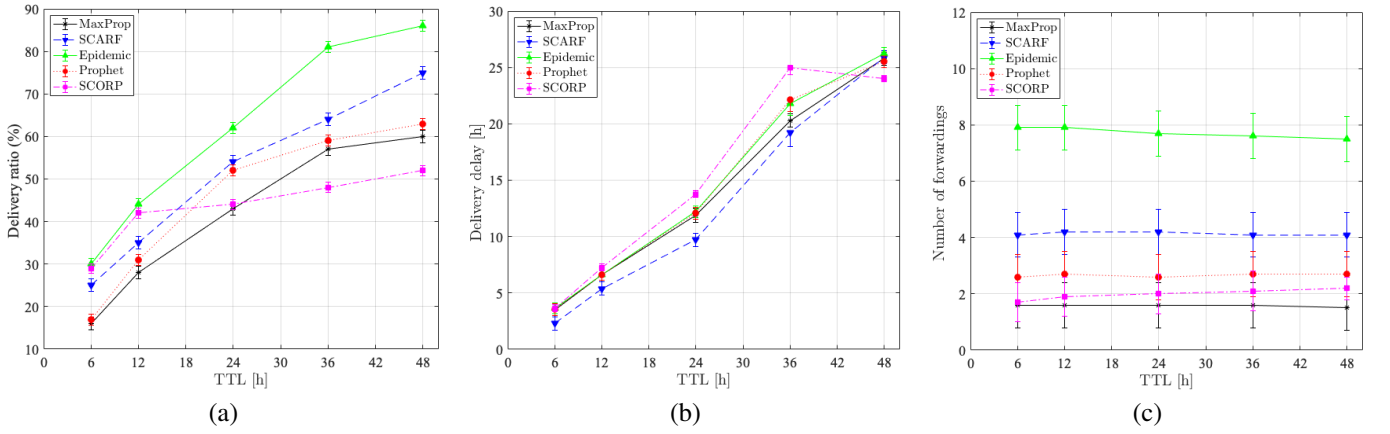 90
80
70
60
50
40
30
20
10
Delivery ratio (%)
MaxProp
SCARF
Epidemic
Prophet
SCORP
0 6 12 18 24 30 36 42 48
TTL [h]
(a)
30
25
20
15
10
5
0
Delivery delay [h]
MaxProp
SCARF
Epidemic
Prophet
SCORP
0 6 12 18 24 30 36 42 48
TTL [h]
(b)
12
10
8
6
4
2
0
Number of forwardings
MaxProp
SCARF
Epidemic
Prophet
SCORP
0 6 12 18 24 30 36 42 48
TTL [h]
(c)